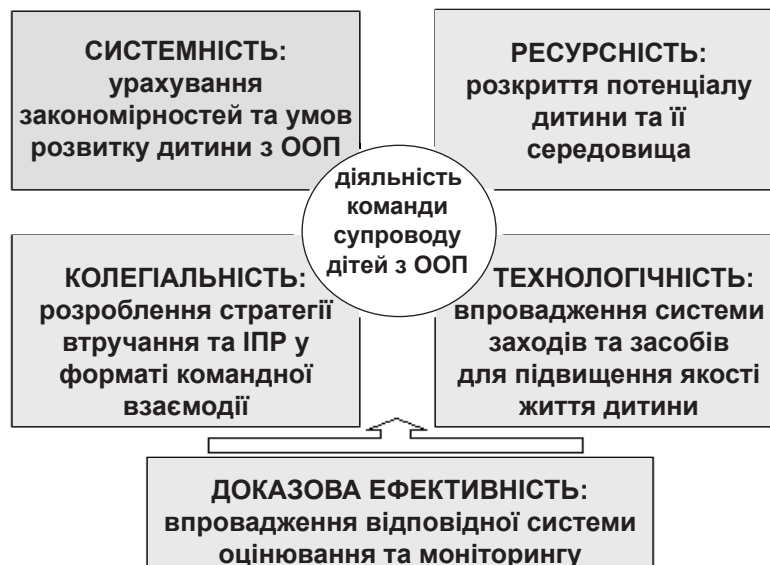 СИСТЕМНІСТЬ:
урахування
закономірностей та умов
розвитку дитини з ООП
РЕСУРСНІСТЬ:
розкриття потенціалу
дитини та її
середовища
діяльність
команди
супроводу
дітей з ООП
КОЛЕГІАЛЬНІСТЬ:
розроблення стратегії
втручання та ІПР у
форматі командної
взаємодії
ТЕХНОЛОГІЧНІСТЬ:
впровадження системи
заходів та засобів
для підвищення якості
життя дитини
ДОКАЗОВА ЕФЕКТИВНІСТЬ:
впровадження відповідної системи
оцінювання та моніторингу